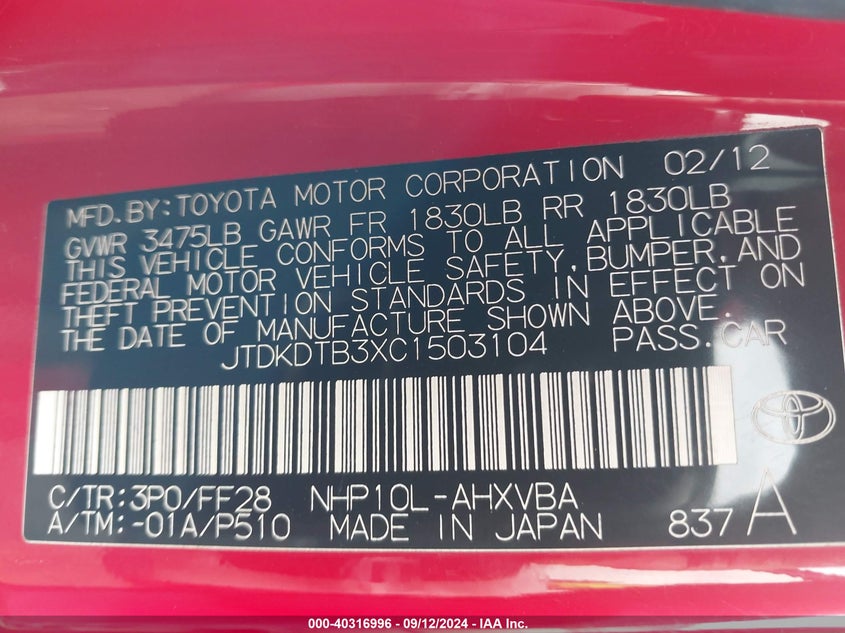 MFD.BY:TOYOTA MOTOR CORPORATION 02/12
GVWR 3475LB GAWR FR 1830LB RR 1830LB
THIS VEHICLE CONFORMS TO ALL APPLICABLE
FEDERAL MOTOR VEHICLE SAFETY,BUMPER,AND
THEFT PREVENTION STANDARDS IN EFFECT ON
THE DATE OF MANUFACTURE SHOWN ABOVE.
JTDKDTB3XC1503104 PASS.CAR
C/TR:3P0/FF28 NHP10L-AHXVBA
A/TM:-01A/P510 MADE IN JAPAN 837 A
000-40316996 - 09/12/2024 - IAA Inc.